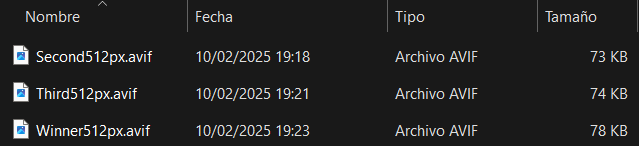 Nombre Fecha Tipo Tamaño
Second512px.avif 10/02/2025 19:18 Archivo AVIF 73 KB
Third512px.avif 10/02/2025 19:21 Archivo AVIF 74 KB
Winner512px.avif 10/02/2025 19:23 Archivo AVIF 78 KB